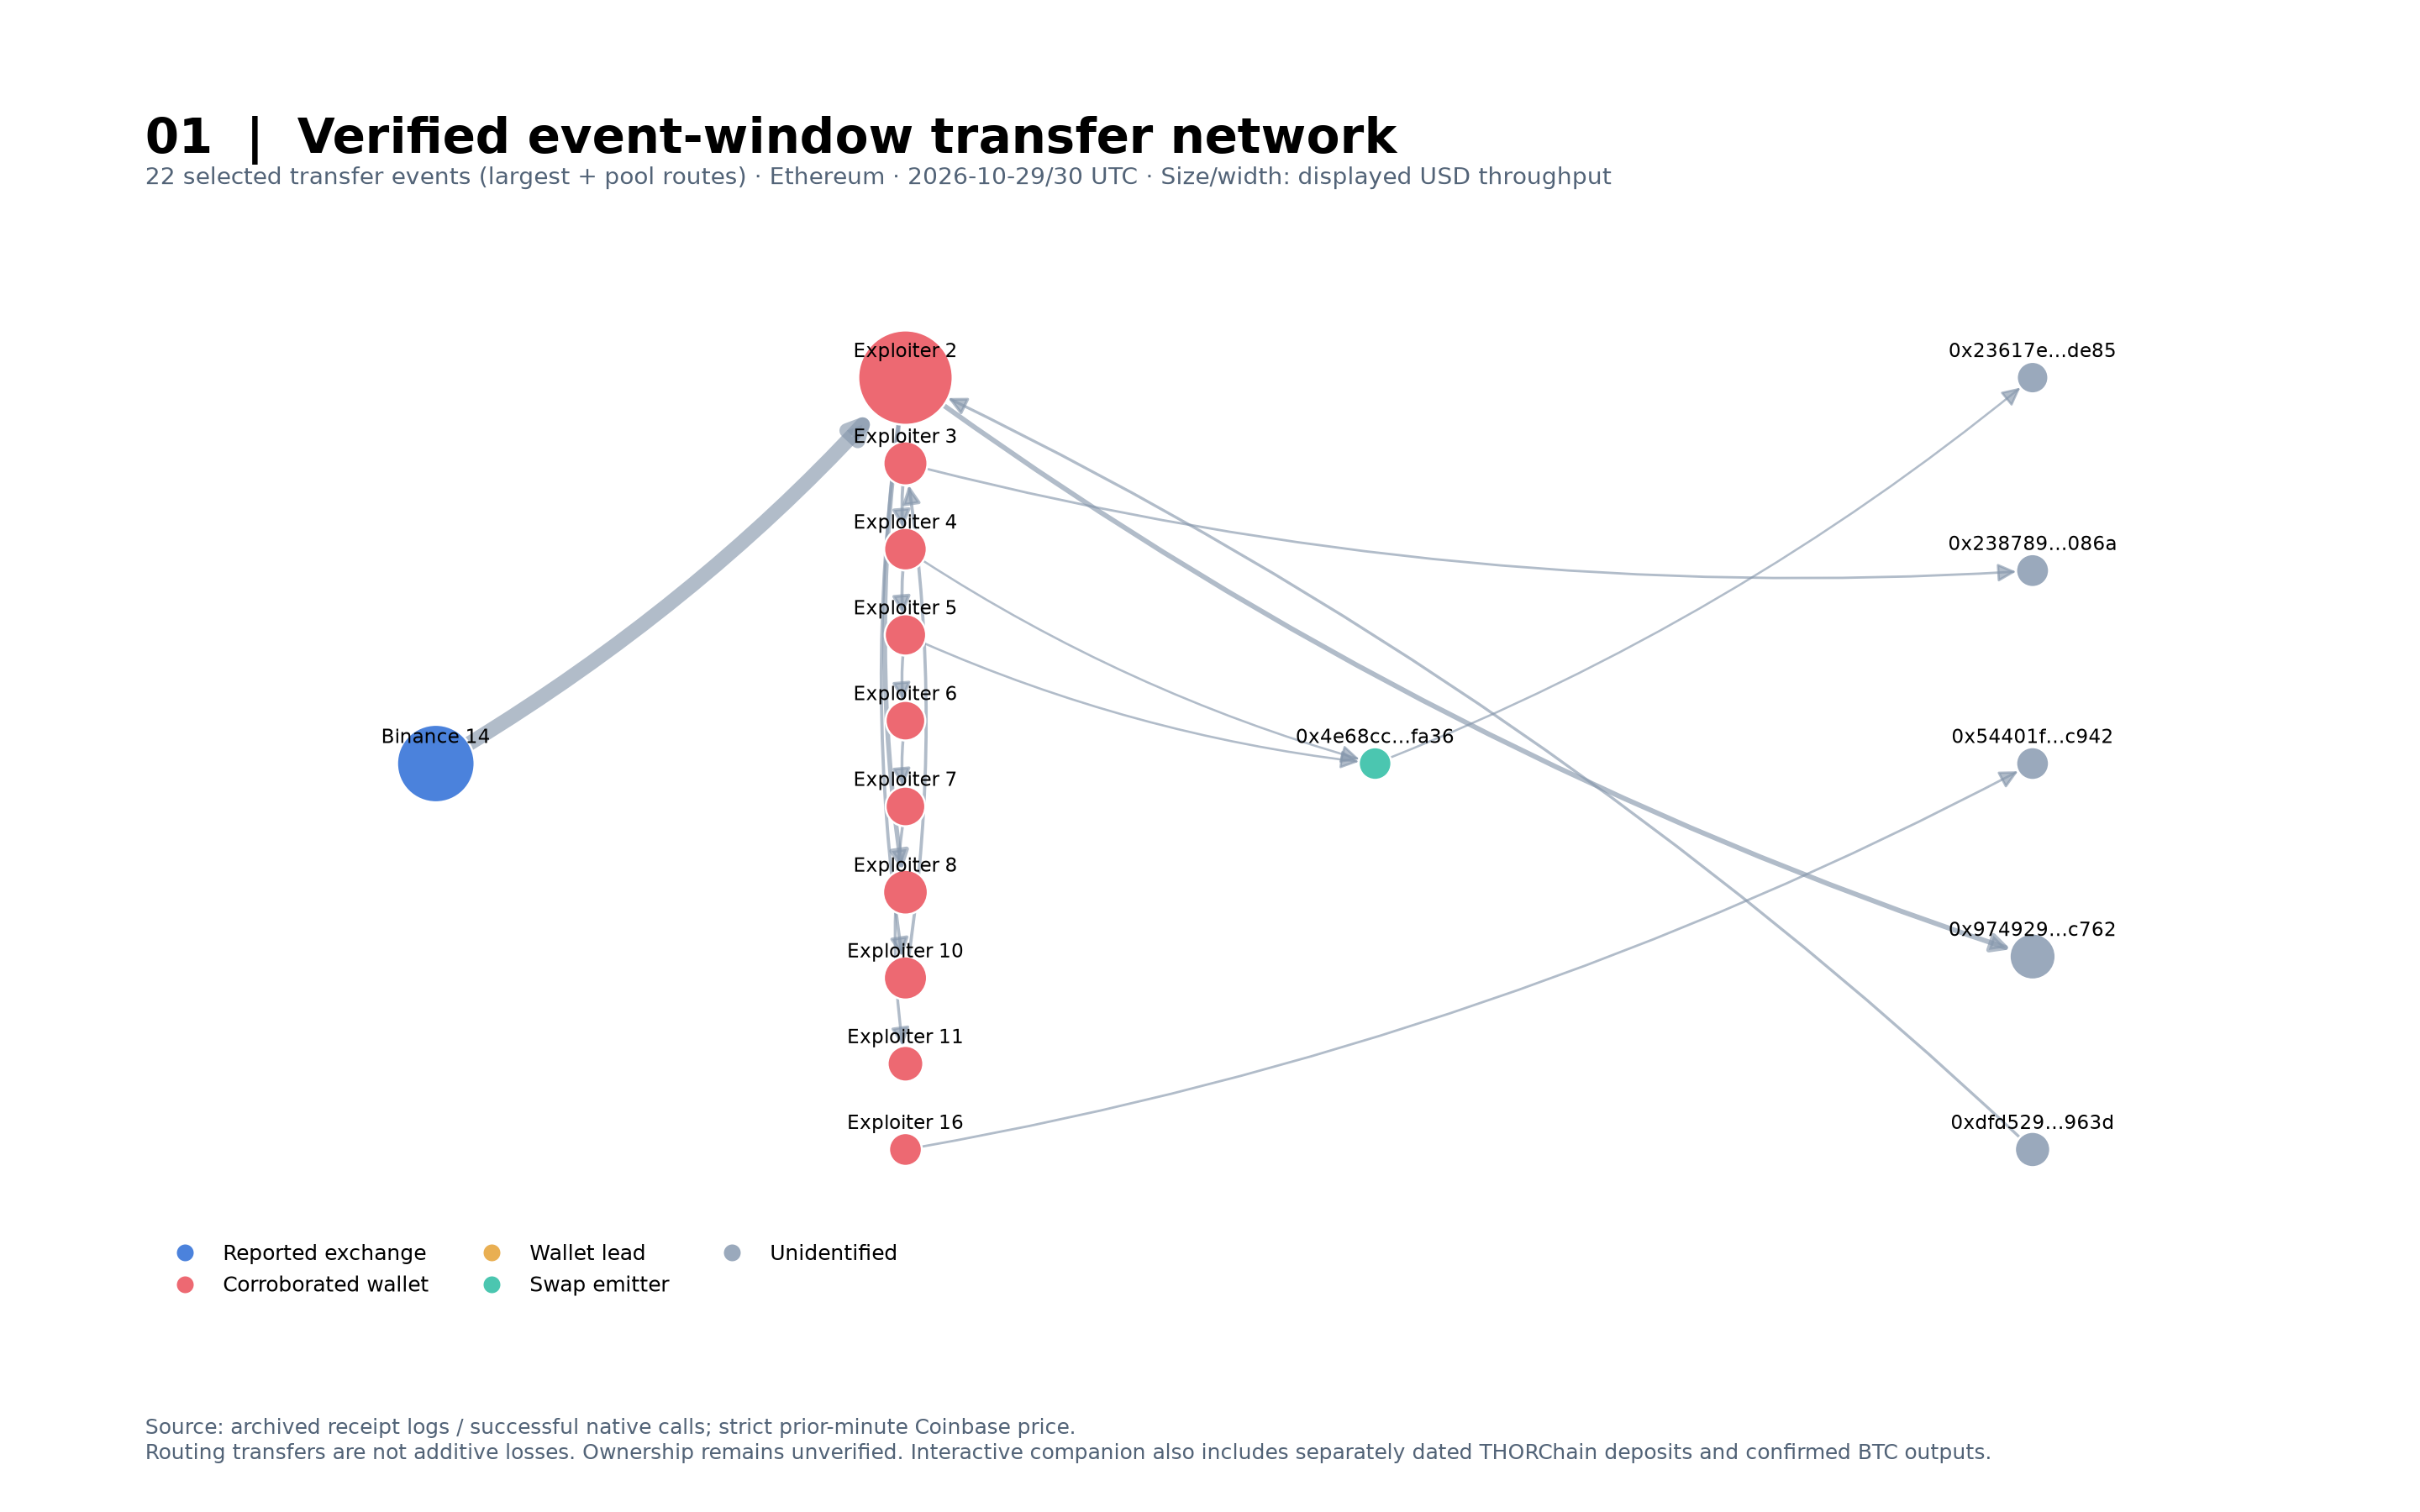 01 | Verified event-window transfer network
22 selected transfer events (largest + pool routes) · Ethereum · 2026-10-29/30 UTC · Size/width: displayed USD throughput
Exploiter 2
0x23617e...de85
Exploiter 3
Exploiter 4
0x238789...086a
Exploiter 5
Exploiter 6
Binance 14
0x4e68cc...fa36
0x54401f...c942
Exploiter 7
Exploiter 8
0x974929...c762
Exploiter 10
Exploiter 11
Exploiter 16
0xdfd529...963d
Reported exchange
Wallet lead
Unidentified
Corroborated wallet
Swap emitter
Source: archived receipt logs / successful native calls; strict prior-minute Coinbase price.
Routing transfers are not additive losses. Ownership remains unverified. Interactive companion also includes separately dated THORChain deposits and confirmed BTC outputs.